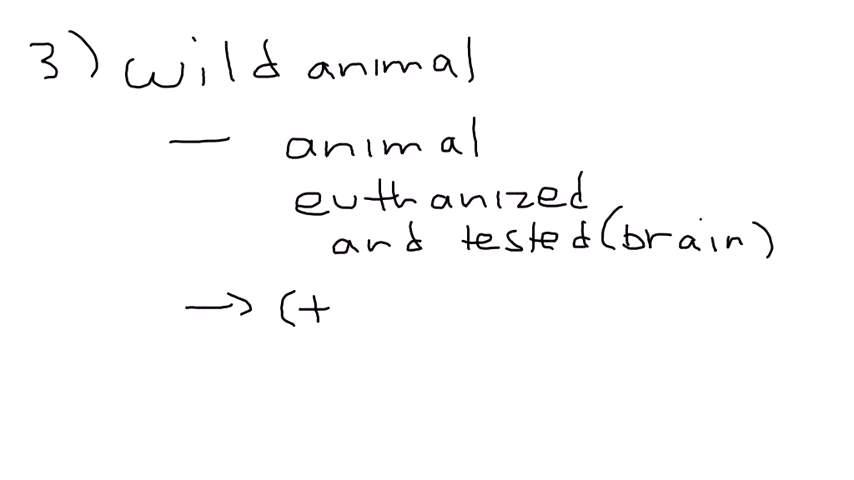 3) wild animal
— animal
euthanized
and tested (brain)
→ (+